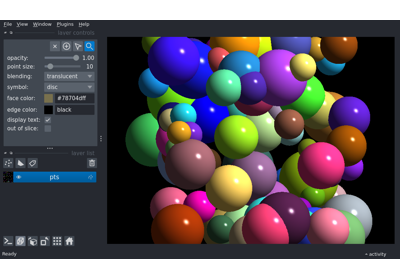 File View Window Plugins Help
layer controls
opacity: 1.00
point size: 10
blending: translucent
symbol: disc
face color: #78704dff
edge color: black
display text:
out of slice:
layer list
pts
Ready
activity